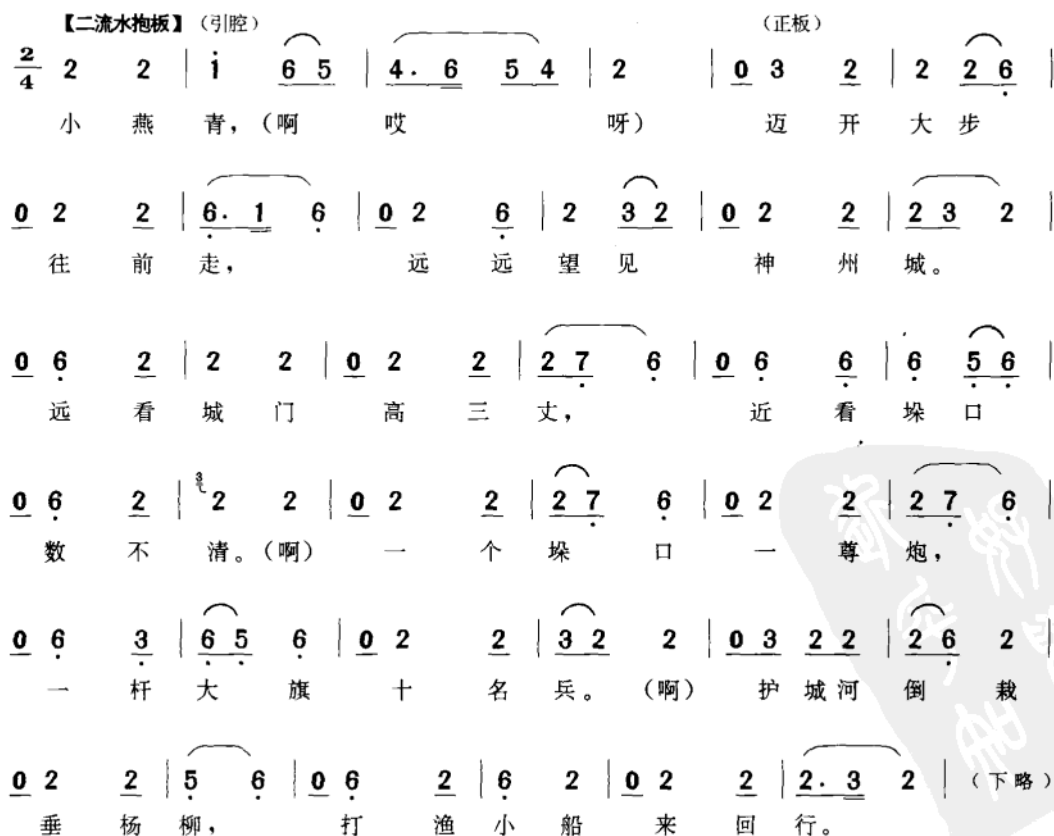 【二流水抱板】（引腔） （正板）
2/4 2 2 | i 6 5 | 4. 6 5 4 | 2 | 0 3 2 | 2 2 6 |
小 燕 青，（啊 哎 呀） 迈 开 大 步
0 2 2 | 6. 1 6 | 0 2 6 | 2 3 2 | 0 2 2 | 2 3 2 |
往 前 走， 远 远 望 见 神 州 城。
0 6 2 | 2 2 | 0 2 2 | 2 7 6 | 0 6 6 | 6 5 6 |
远 看 城 门 高 三 丈， 近 看 垛 口
0 6 2 | 3 2 2 | 0 2 2 | 2 7 6 | 0 2 2 | 2 7 6 |
数 不 清。（啊） 一 个 垛 口 一 尊 炮，
0 6 3 | 6 5 6 | 0 2 2 | 3 2 2 | 0 3 2 2 | 2 6 2 |
一 杆 大 旗 十 名 兵。（啊） 护 城 河 倒 栽
0 2 2 | 5 6 | 0 6 2 | 6 2 | 0 2 2 | 2. 3 2 | （下略）
垂 杨 柳， 打 渔 小 船 来 回 行。